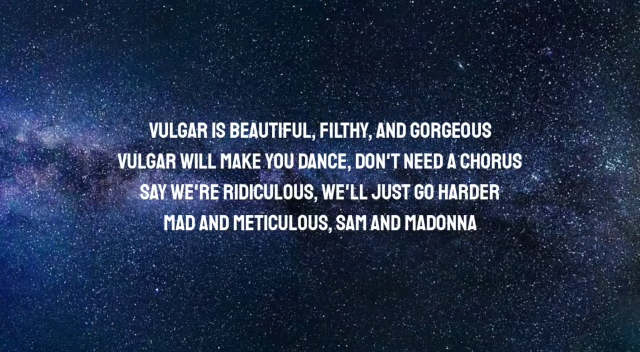 VULGAR IS BEAUTIFUL, FILTHY, AND GORGEOUS
VULGAR WILL MAKE YOU DANCE, DON'T NEED A CHORUS
SAY WE'RE RIDICULOUS, WE'LL JUST GO HARDER
MAD AND METICULOUS, SAM AND MADONNA